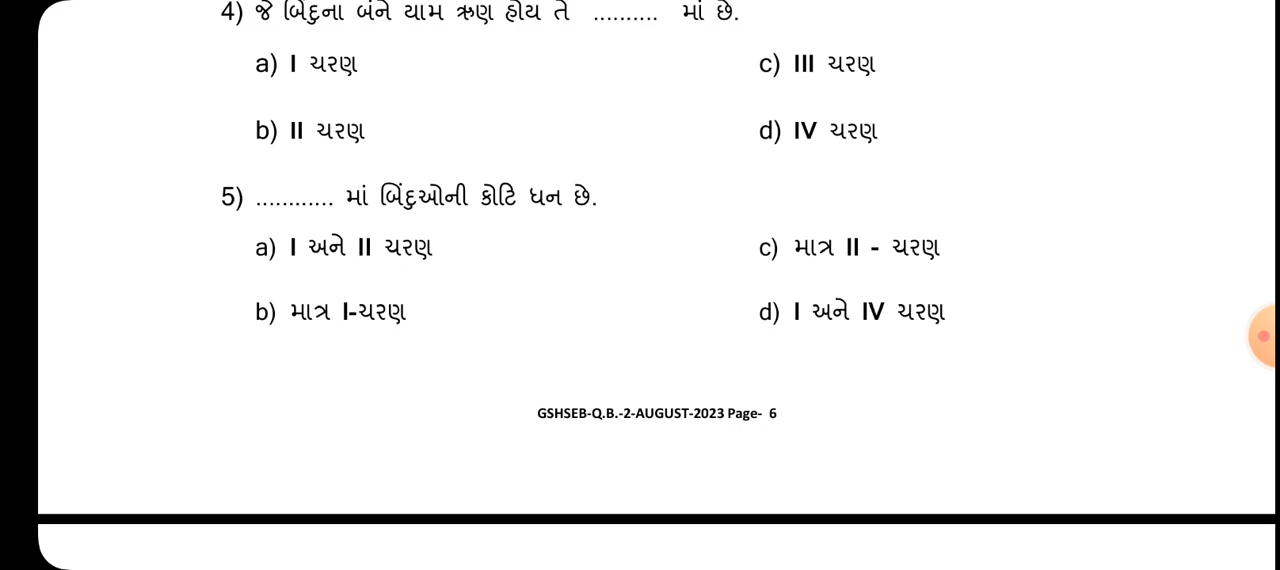 4) જે બિંદુના બંને યામ ઋણ હોય તે .......... માં છે.
a) I ચરણ c) III ચરણ
b) II ચરણ d) IV ચરણ
5) ............ માં બિંદુઓની કોટિ ધન છે.
a) I અને II ચરણ c) માત્ર II - ચરણ
b) માત્ર I-ચરણ d) I અને IV ચરણ
GSHSEB-Q.B.-2-AUGUST-2023 Page- 6